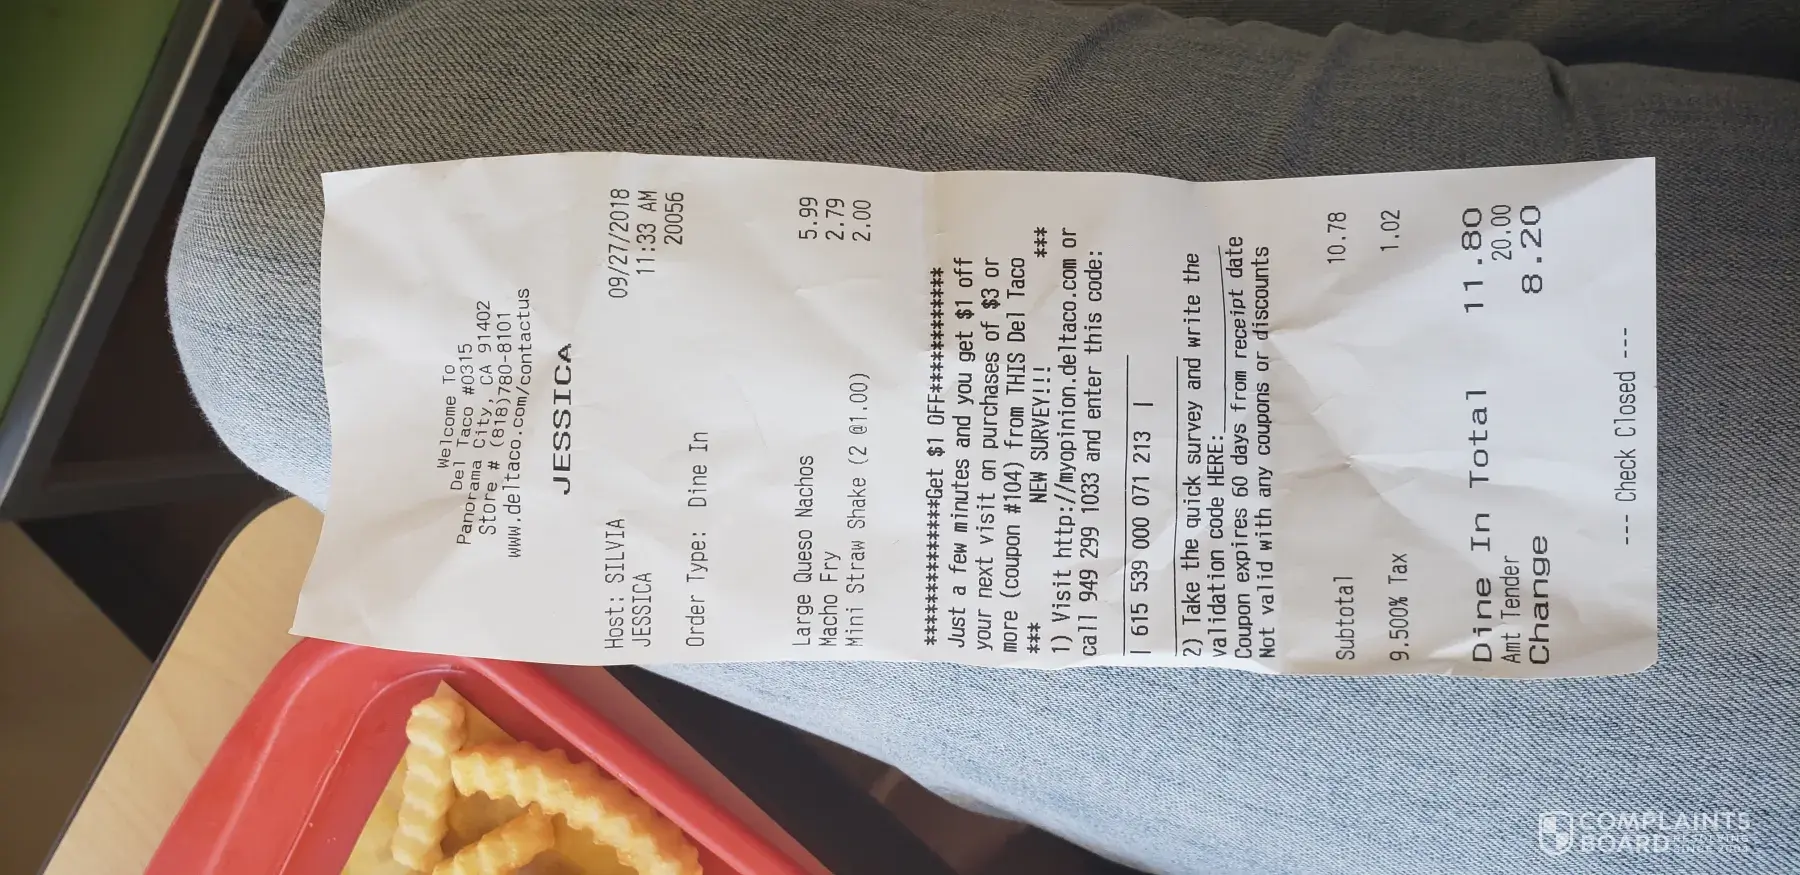 Welcome To
Del Taco #0315
Panorama City, CA 91402
Store # (818)780-8101
www.deltaco.com/contactus
JESSICA
Host: SILVIA 09/27/2018
JESSICA 11:33 AM
20056
Order Type: Dine In
Large Queso Nachos 5.99
Macho Fry 2.79
Mini Straw Shake (2 @1.00) 2.00
***************Get $1 OFF*************
Just a few minutes and you get $1 off
your next visit on purchases of $3 or
more (coupon #104) from THIS Del Taco
*** NEW SURVEY!!! ***
1) Visit http://myopinion.deltaco.com or
call 949 299 1033 and enter this code:
| 615 539 000 071 213 |
2) Take the quick survey and write the
validation code HERE:
Coupon expires 60 days from receipt date
Not valid with any coupons or discounts
Subtotal 10.78
9.500% Tax 1.02
Dine In Total 11.80
Amt Tender 20.00
Change 8.20
--- Check Closed ---
COMPLAINTS
BOARD
SINCE 2004